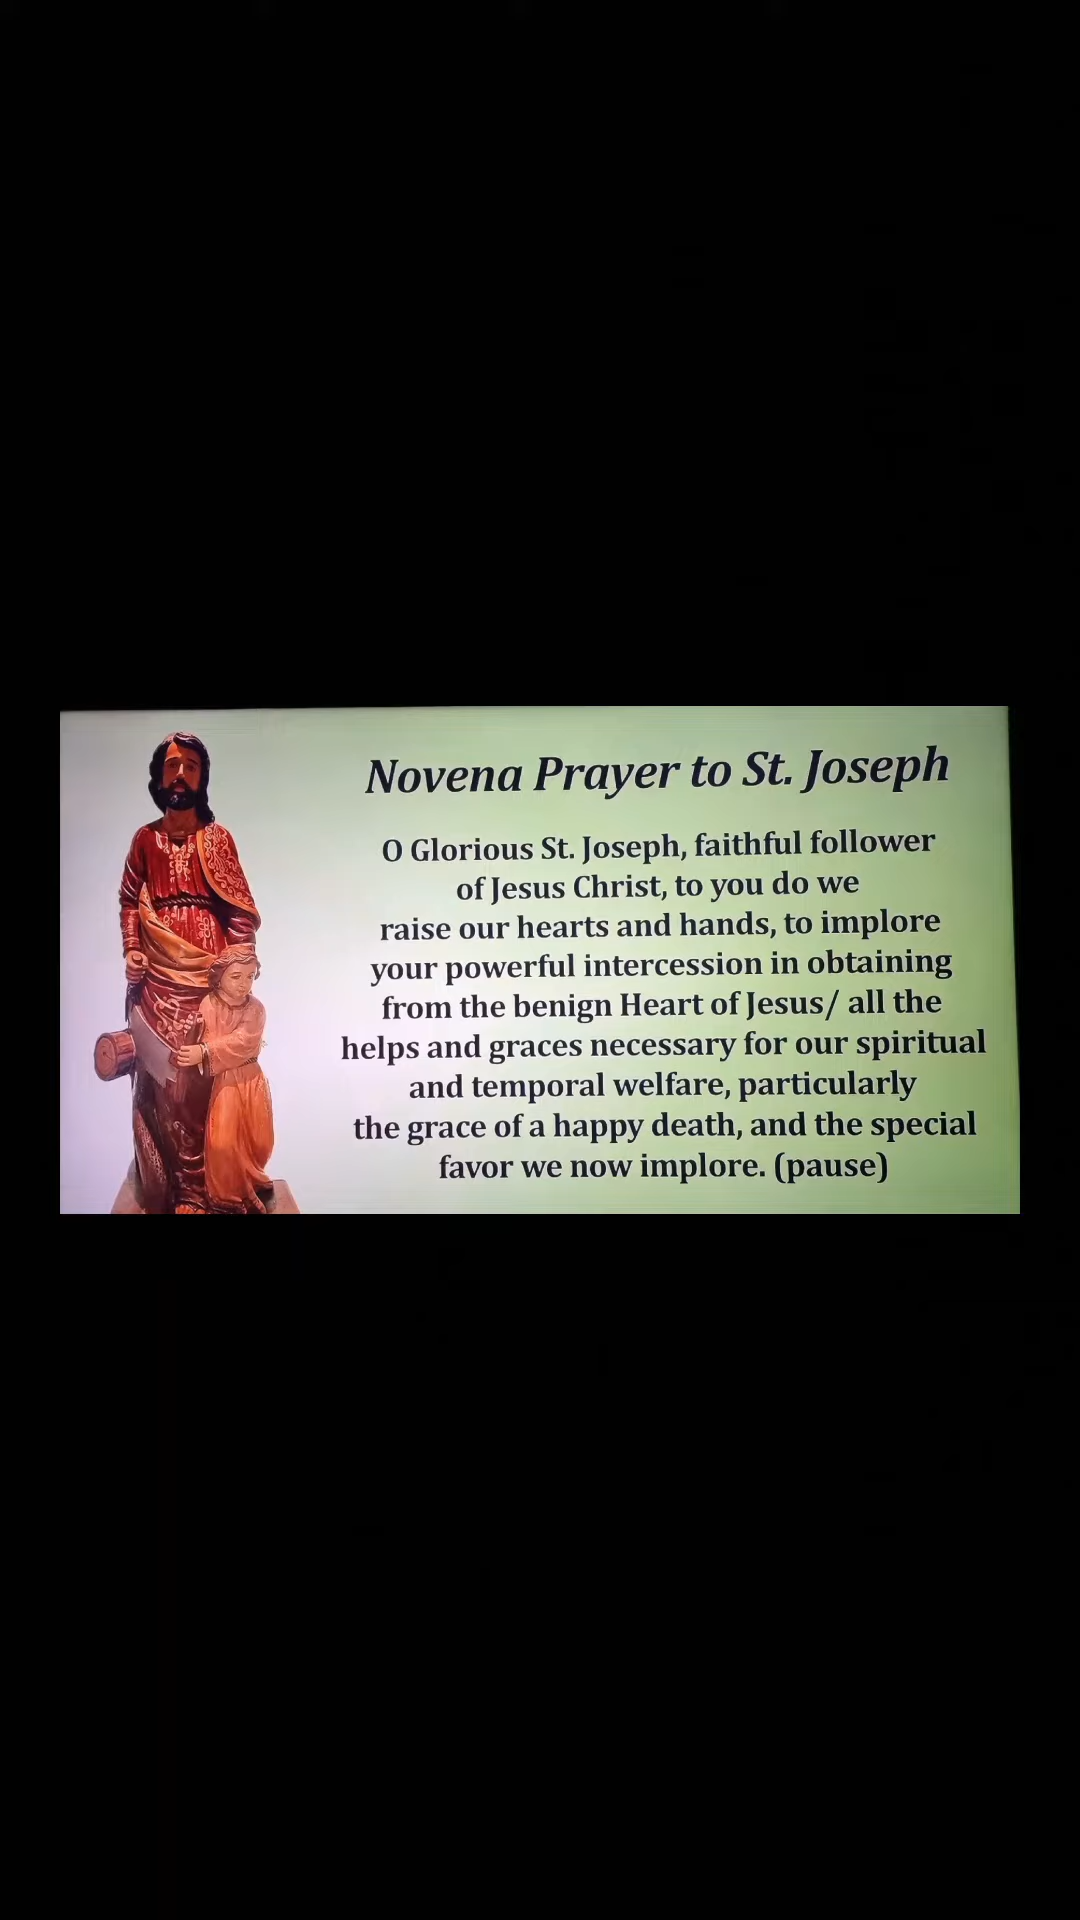 Novena Prayer to St. Joseph
O Glorious St. Joseph, faithful follower
of Jesus Christ, to you do we
raise our hearts and hands, to implore
your powerful intercession in obtaining
from the benign Heart of Jesus/ all the
helps and graces necessary for our spiritual
and temporal welfare, particularly
the grace of a happy death, and the special
favor we now implore. (pause)